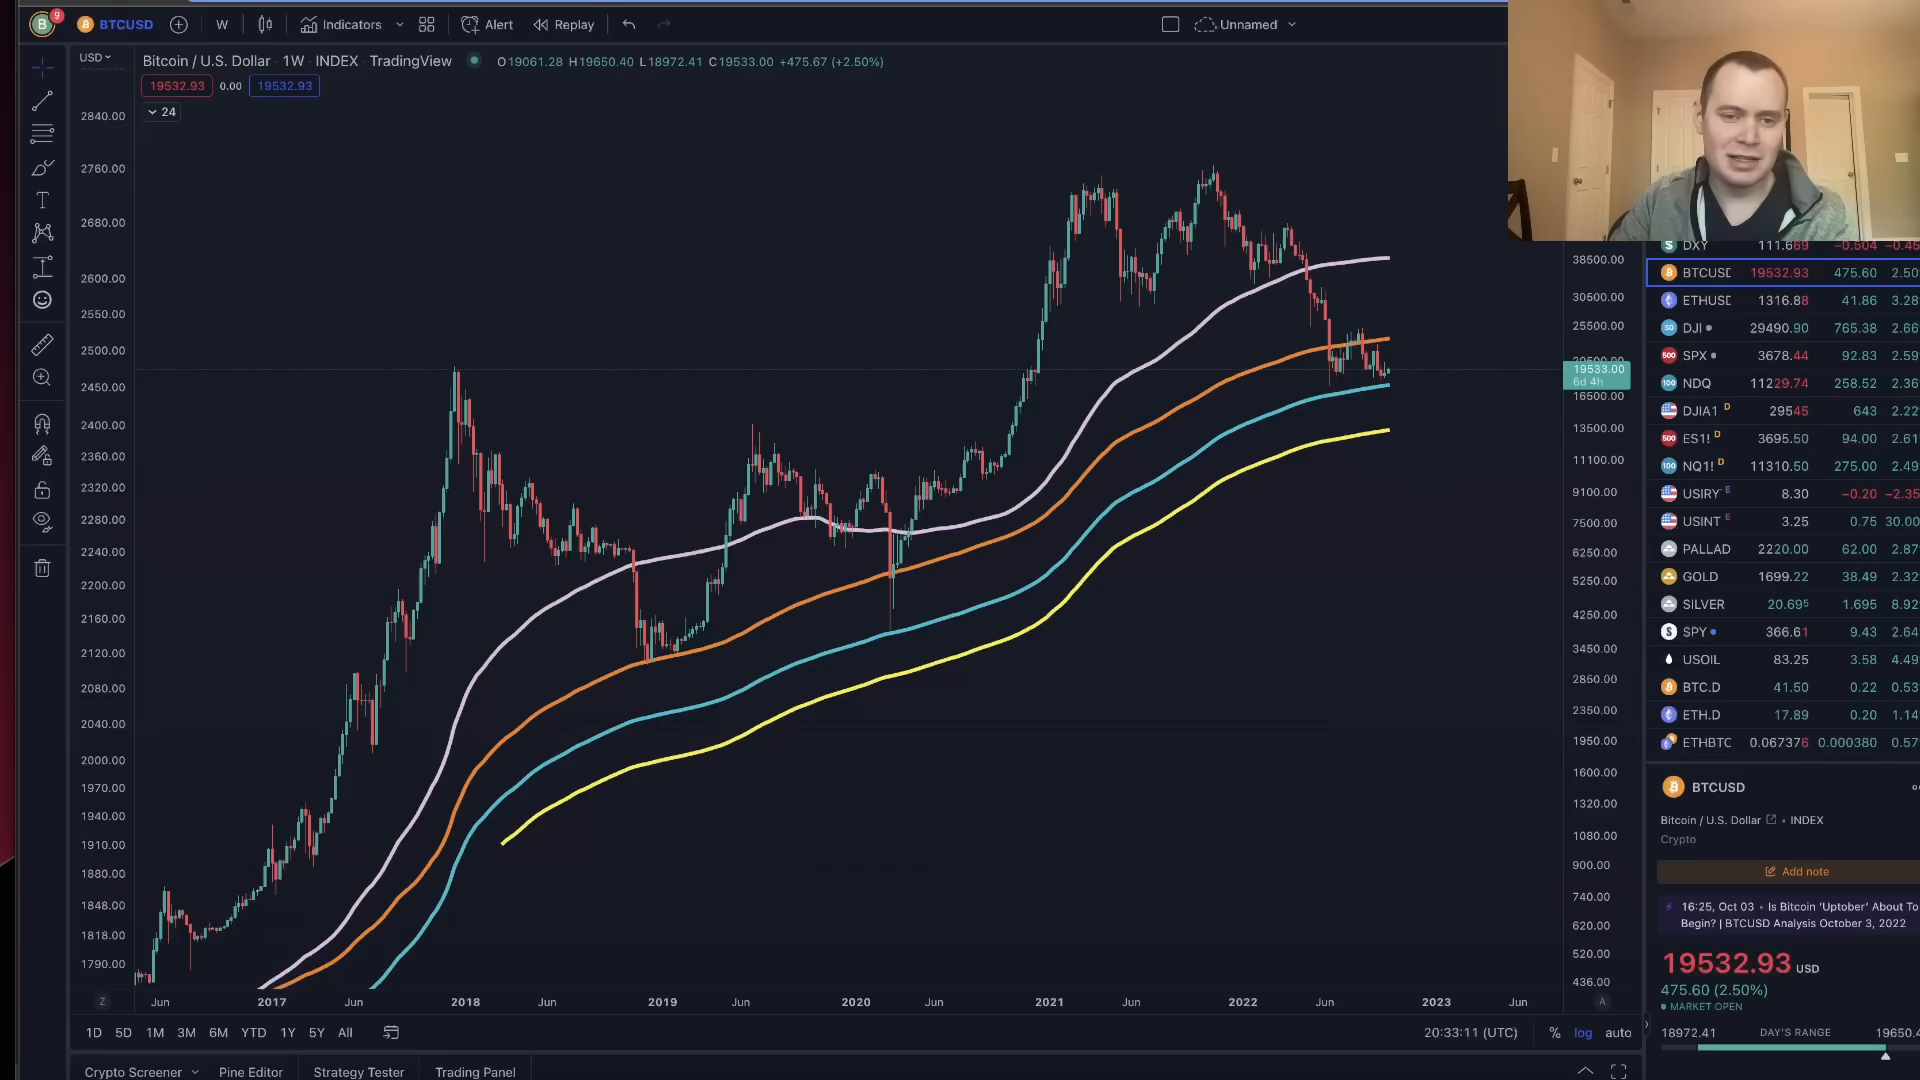 B 9 BTCUSD W Indicators Alert Replay Unnamed
USD Bitcoin / U.S. Dollar · 1W · INDEX · TradingView O19061.28 H19650.40 L18972.41 C19533.00 +475.67 (+2.50%)
19532.93 0.00 19532.93
24
2840.00
2760.00
2680.00
2600.00
2550.00
2500.00
2450.00
2400.00
2360.00
2320.00
2280.00
2240.00
2200.00
2160.00
2120.00
2080.00
2040.00
2000.00
1970.00
1940.00
1910.00
1880.00
1848.00
1818.00
1790.00
38500.00
30500.00
25500.00
19533.00
6d 4h
16500.00
13500.00
11100.00
9100.00
7500.00
6250.00
5250.00
4250.00
3450.00
2850.00
2350.00
1950.00
1600.00
1320.00
1080.00
900.00
740.00
620.00
520.00
436.00
Z Jun 2017 Jun 2018 Jun 2019 Jun 2020 Jun 2021 Jun 2022 Jun 2023 Jun A
1D 5D 1M 3M 6M YTD 1Y 5Y All 20:33:11 (UTC) % log auto
Crypto Screener Pine Editor Strategy Tester Trading Panel
DXY 111.669 −0.504 −0.45
BTCUSD 19532.93 475.60 2.50
ETHUSD 1316.88 41.86 3.28
DJI 29490.90 765.38 2.66
SPX 3678.44 92.83 2.59
NDQ 11229.74 258.52 2.36
DJIA1 D 29545 643 2.22
ES1! D 3695.50 94.00 2.61
NQ1! D 11310.50 275.00 2.49
USIRY E 8.30 −0.20 −2.35
USINT E 3.25 0.75 30.00
PALLAD 2220.00 62.00 2.87
GOLD 1699.22 38.49 2.32
SILVER 20.695 1.695 8.92
SPY 366.61 9.43 2.64
USOIL 83.25 3.58 4.49
BTC.D 41.50 0.22 0.53
ETH.D 17.89 0.20 1.14
ETHBTC 0.067376 0.000380 0.57
BTCUSD
Bitcoin / U.S. Dollar • INDEX
Crypto
Add note
16:25, Oct 03 • Is Bitcoin 'Uptober' About To
Begin? | BTCUSD Analysis October 3, 2022
19532.93 USD
475.60 (2.50%)
MARKET OPEN
18972.41 DAY'S RANGE 19650.4